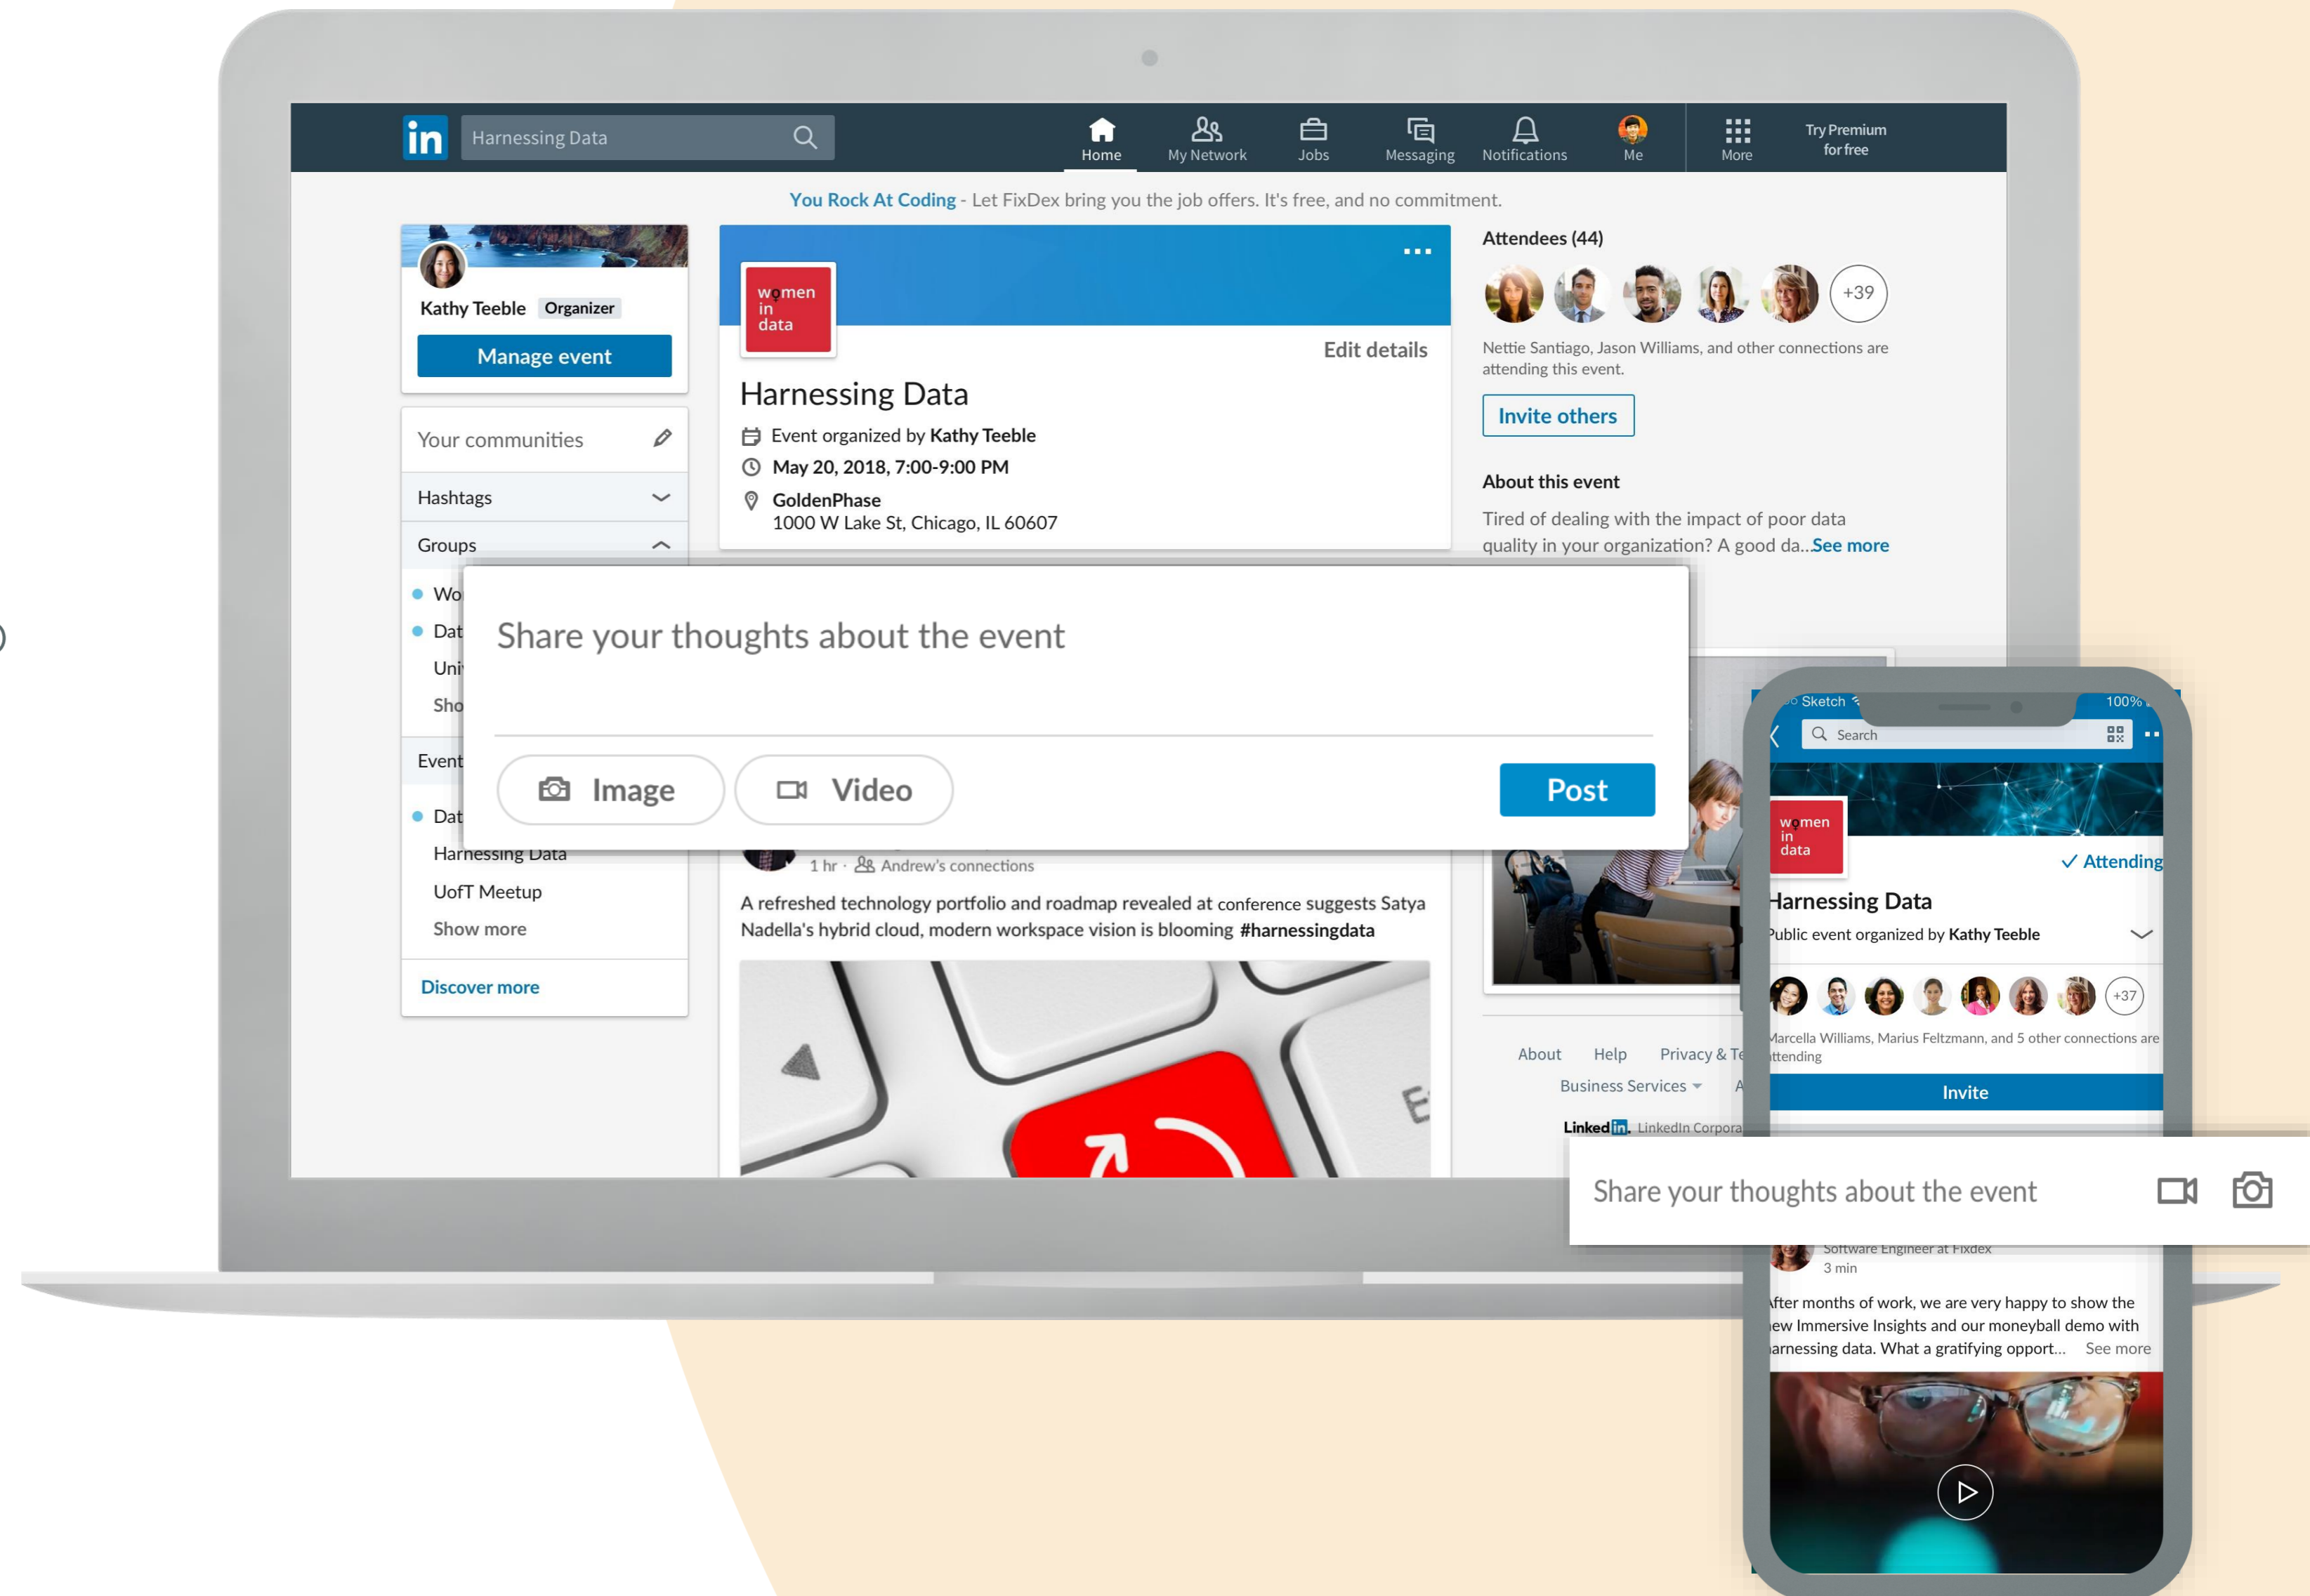 in
Harnessing Data
Home
My Network
Jobs
Messaging
Notifications
Me
More
Try Premium
for free
You Rock At Coding - Let FixDex bring you the job offers. It's free, and no commitment.
Kathy Teeble Organizer
Manage event
Your communities
Hashtags
Groups
Show more
Discover more
women
in
data
Edit details
Harnessing Data
Event organized by Kathy Teeble
May 20, 2018, 7:00-9:00 PM
GoldenPhase
1000 W Lake St, Chicago, IL 60607
Attendees (44)
+39
Nettie Santiago, Jason Williams, and other connections are
attending this event.
Invite others
About this event
Tired of dealing with the impact of poor data
quality in your organization? A good da...See more
Share your thoughts about the event
Image
Video
Post
Harnessing Data
UofT Meetup
1 hr · Andrew's connections
A refreshed technology portfolio and roadmap revealed at conference suggests Satya
Nadella's hybrid cloud, modern workspace vision is blooming #harnessingdata
About Help Privacy &
Business Services
Linkedin. LinkedIn
Sketch 100%
Search
women
in
data
Attending
Harnessing Data
Public event organized by Kathy Teeble
+37
Marcella Williams, Marius Feltzmann, and 5 other connections are
attending
Invite
Share your thoughts about the event
Software Engineer at Fixdex
3 min
After months of work, we are very happy to show the
new Immersive Insights and our moneyball demo with
harnessing data. What a gratifying opport... See more